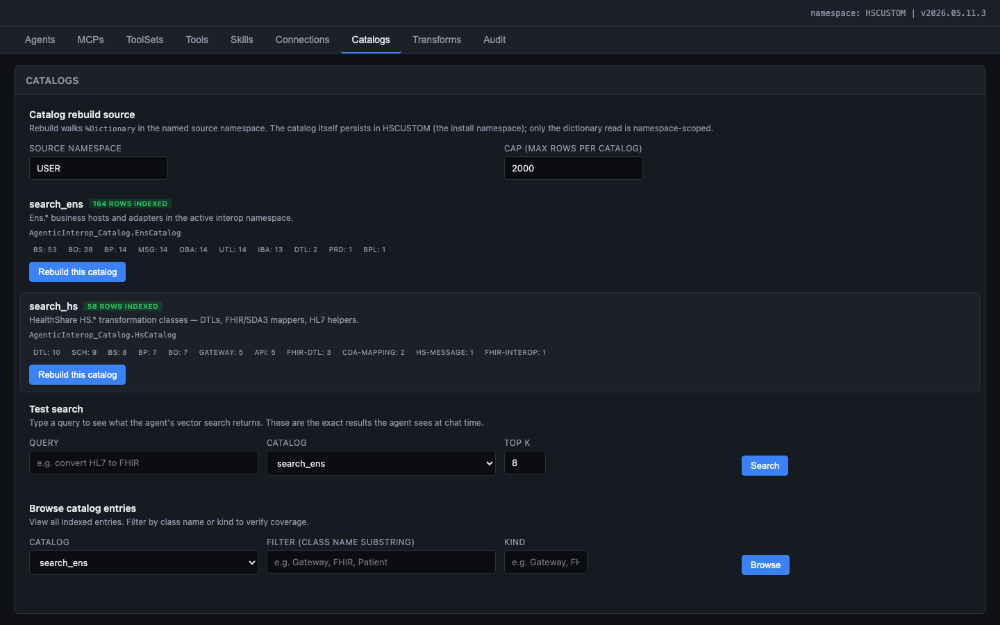 namespace: HSCUSTOM | v2026.05.11.3
Agents MCPs ToolSets Tools Skills Connections Catalogs Transforms Audit
CATALOGS
Catalog rebuild source
Rebuild walks %Dictionary in the named source namespace. The catalog itself persists in HSCUSTOM (the install namespace); only the dictionary read is namespace-scoped.
SOURCE NAMESPACE CAP (MAX ROWS PER CATALOG)
USER 2000
search_ens 164 ROWS INDEXED
Ens.* business hosts and adapters in the active interop namespace.
AgenticInterop_Catalog.EnsCatalog
BS: 53 BO: 38 BP: 14 MSG: 14 OBA: 14 UTL: 14 IBA: 13 DTL: 2 PRD: 1 BPL: 1
Rebuild this catalog
search_hs 58 ROWS INDEXED
HealthShare HS.* transformation classes — DTLs, FHIR/SDA3 mappers, HL7 helpers.
AgenticInterop_Catalog.HsCatalog
DTL: 10 SCH: 9 BS: 8 BP: 7 BO: 7 GATEWAY: 5 API: 5 FHIR-DTL: 3 CDA-MAPPING: 2 HS-MESSAGE: 1 FHIR-INTEROP: 1
Rebuild this catalog
Test search
Type a query to see what the agent's vector search returns. These are the exact results the agent sees at chat time.
QUERY CATALOG TOP K
e.g. convert HL7 to FHIR search_ens 8 Search
Browse catalog entries
View all indexed entries. Filter by class name or kind to verify coverage.
CATALOG FILTER (CLASS NAME SUBSTRING) KIND
search_ens e.g. Gateway, FHIR, Patient e.g. Gateway, FH Browse